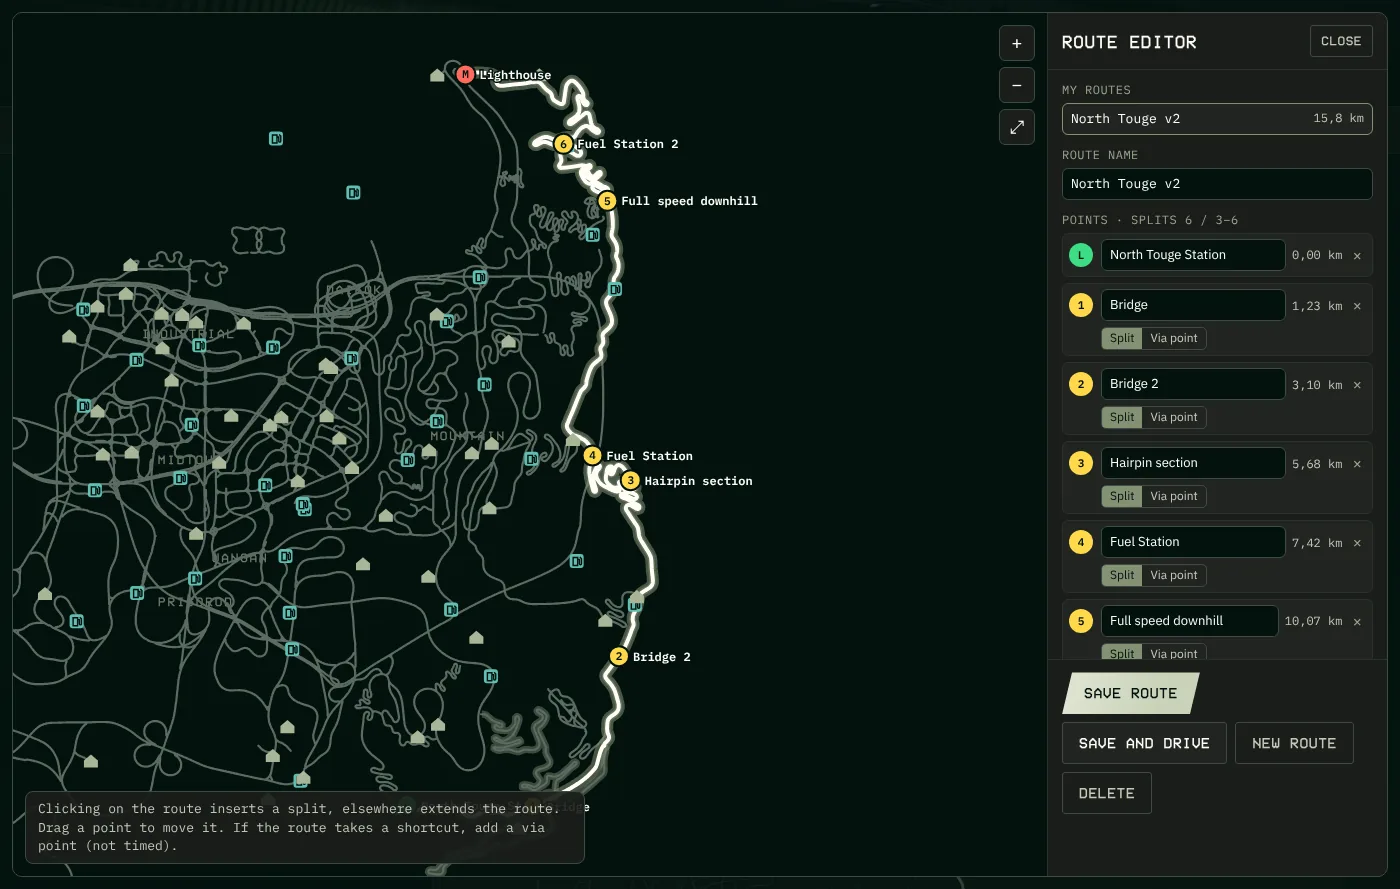 Lighthouse
Fuel Station 2
Full speed downhill
INDUSTRIAL
Fuel Station
MOUNTAIN
Hairpin section
Bridge 2
Clicking on the route inserts a split, elsewhere extends the route.
Drag a point to move it. If the route takes a shortcut, add a via
point (not timed).
M
6
5
4
3
2
+
−
ROUTE EDITOR
CLOSE
MY ROUTES
North Touge v2 15,8 km
ROUTE NAME
North Touge v2
POINTS · SPLITS 6 / 3–6
L North Touge Station 0,00 km ×
1 Bridge 1,23 km ×
Split Via point
2 Bridge 2 3,10 km ×
Split Via point
3 Hairpin section 5,68 km ×
Split Via point
4 Fuel Station 7,42 km ×
Split Via point
5 Full speed downhill 10,07 km ×
Split Via point
SAVE ROUTE
SAVE AND DRIVE NEW ROUTE
DELETE